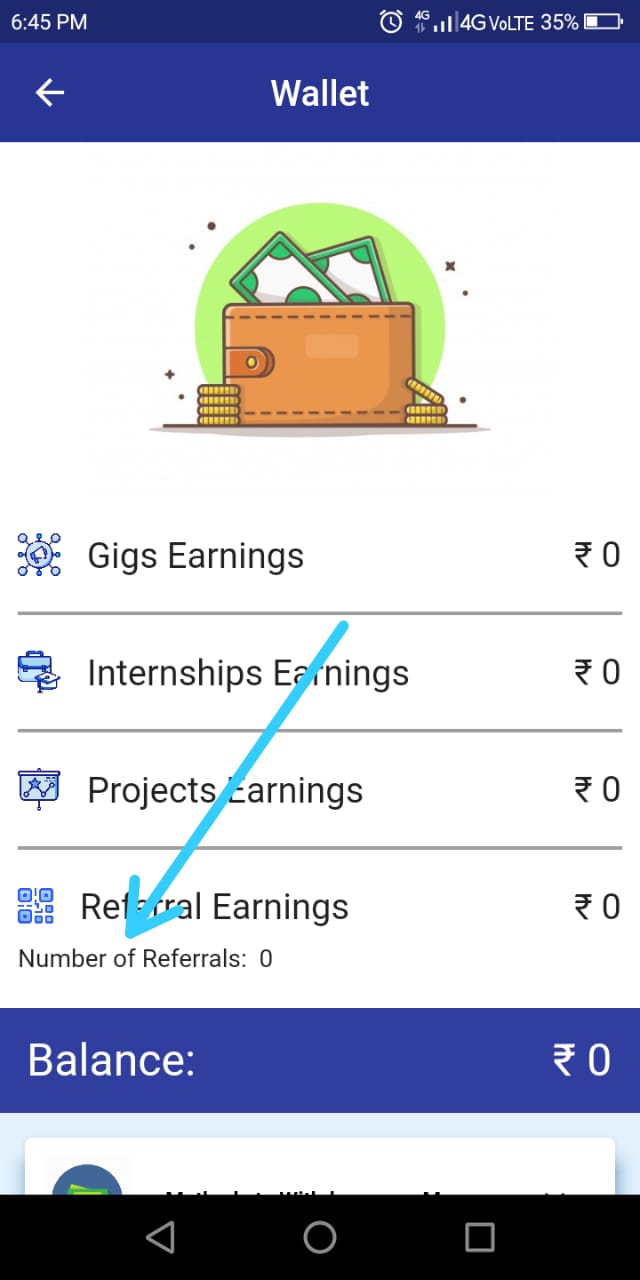 6:45 PM 4G 4G VoLTE 35%
Wallet
Gigs Earnings ₹ 0
Internships Earnings ₹ 0
Projects Earnings ₹ 0
Referral Earnings ₹ 0
Number of Referrals: 0
Balance: ₹ 0